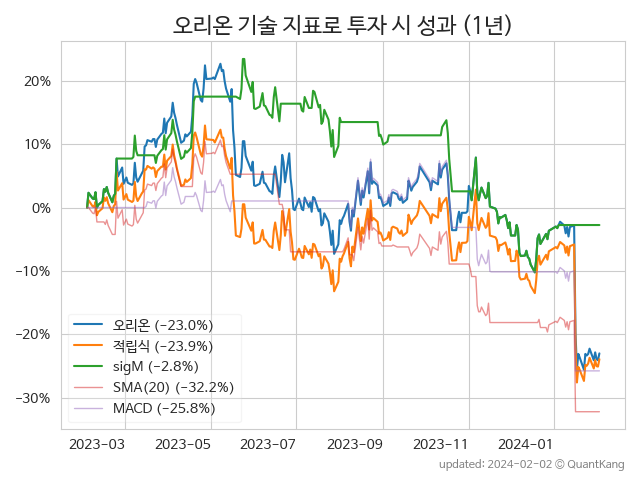 오리온 기술 지표로 투자 시 성과 (1년)
20%
10%
0%
−10%
−20%
−30%
오리온 (−23.0%)
적립식 (−23.9%)
sigM (−2.8%)
SMA(20) (−32.2%)
MACD (−25.8%)
2023−03
2023−05
2023−07
2023−09
2023−11
2024−01
updated: 2024-02-02 © QuantKang